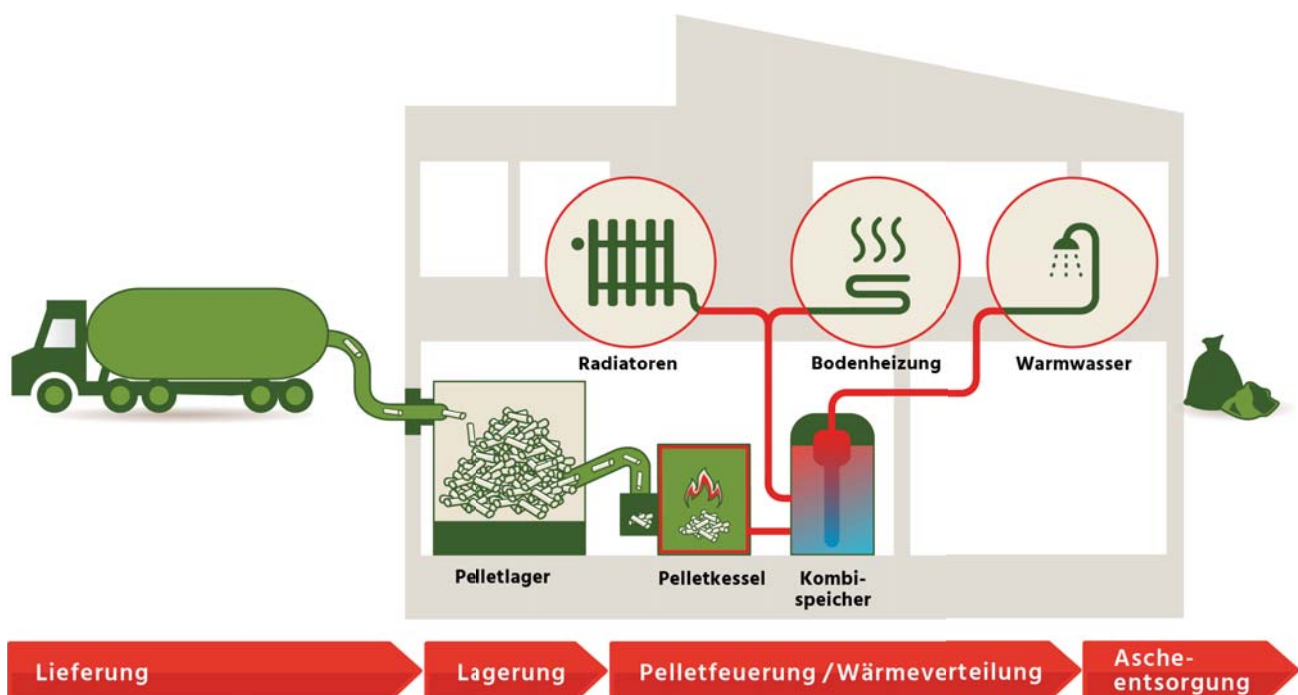 Radiatoren
Bodenheizung
Warmwasser
Pelletlager
Pelletkessel
Kombi-
speicher
Lieferung
Lagerung
Pelletfeuerung / Wärmeverteilung
Asche-
entsorgung